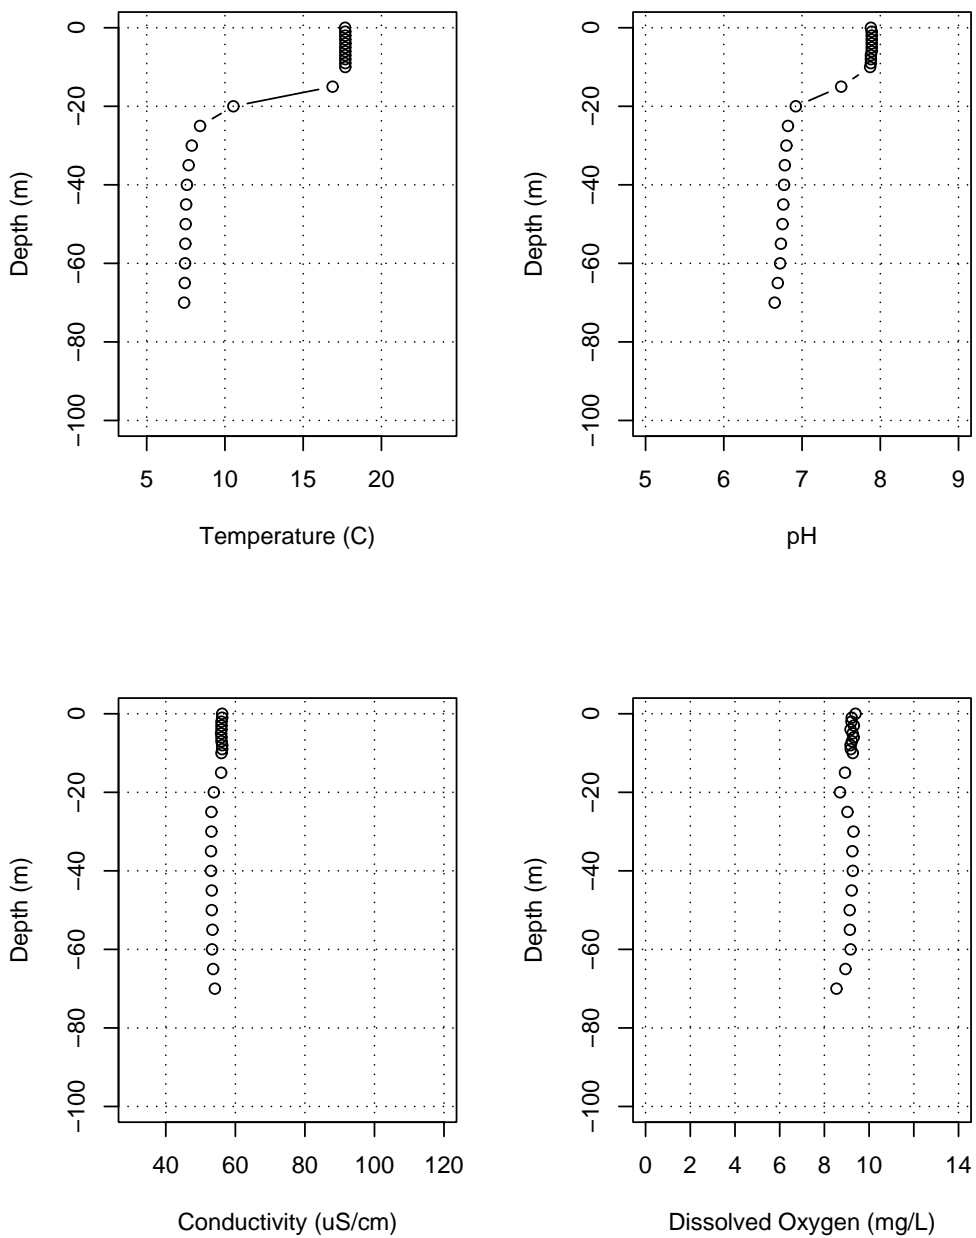 0
−20
−40
−60
−80
−100
Depth (m)
5 10 15 20
Temperature (C)
0
−20
−40
−60
−80
−100
Depth (m)
5 6 7 8 9
pH
0
−20
−40
−60
−80
−100
Depth (m)
40 60 80 100 120
Conductivity (uS/cm)
0
−20
−40
−60
−80
−100
Depth (m)
0 2 4 6 8 10 14
Dissolved Oxygen (mg/L)